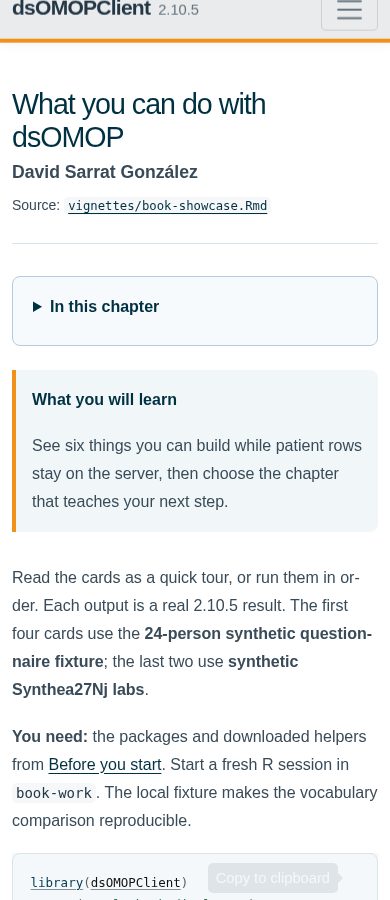 dsOMOPClient 2.10.5
What you can do with
dsOMOP
David Sarrat González
Source: vignettes/book-showcase.Rmd
▶ In this chapter
What you will learn
See six things you can build while patient rows
stay on the server, then choose the chapter
that teaches your next step.
Read the cards as a quick tour, or run them in or-
der. Each output is a real 2.10.5 result. The first
four cards use the 24-person synthetic question-
naire fixture; the last two use synthetic
Synthea27Nj labs.
You need: the packages and downloaded helpers
from Before you start. Start a fresh R session in
book-work. The local fixture makes the vocabulary
comparison reproducible.
library(dsOMOPClient)
Copy to clipboard